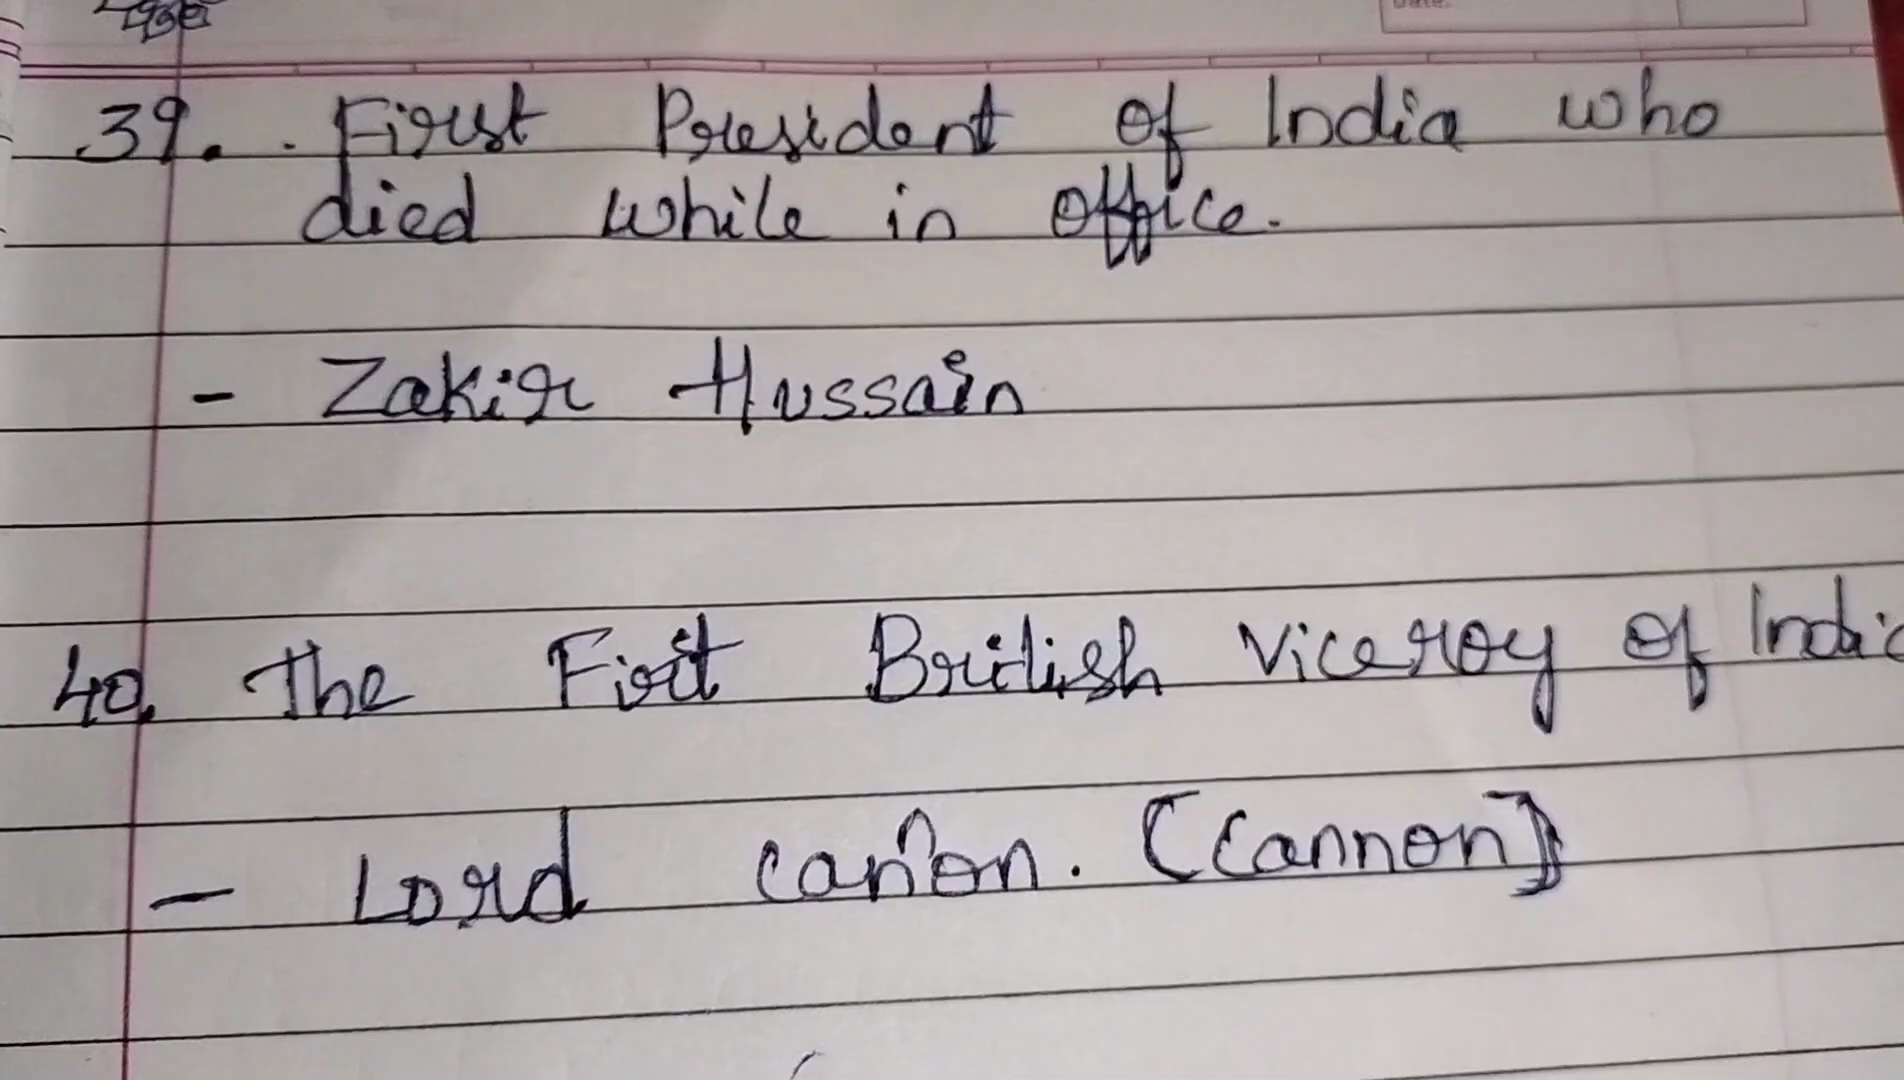 39. . First President of India who
died while in office.
- Zakir Hussain
40. The First British Viceroy of India
- Lord canon. [Cannon]